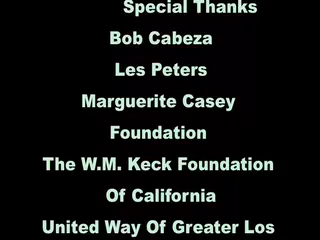 Special Thanks
Bob Cabeza
Les Peters
Marguerite Casey
Foundation
The W.M. Keck Foundation
Of California
United Way Of Greater Los